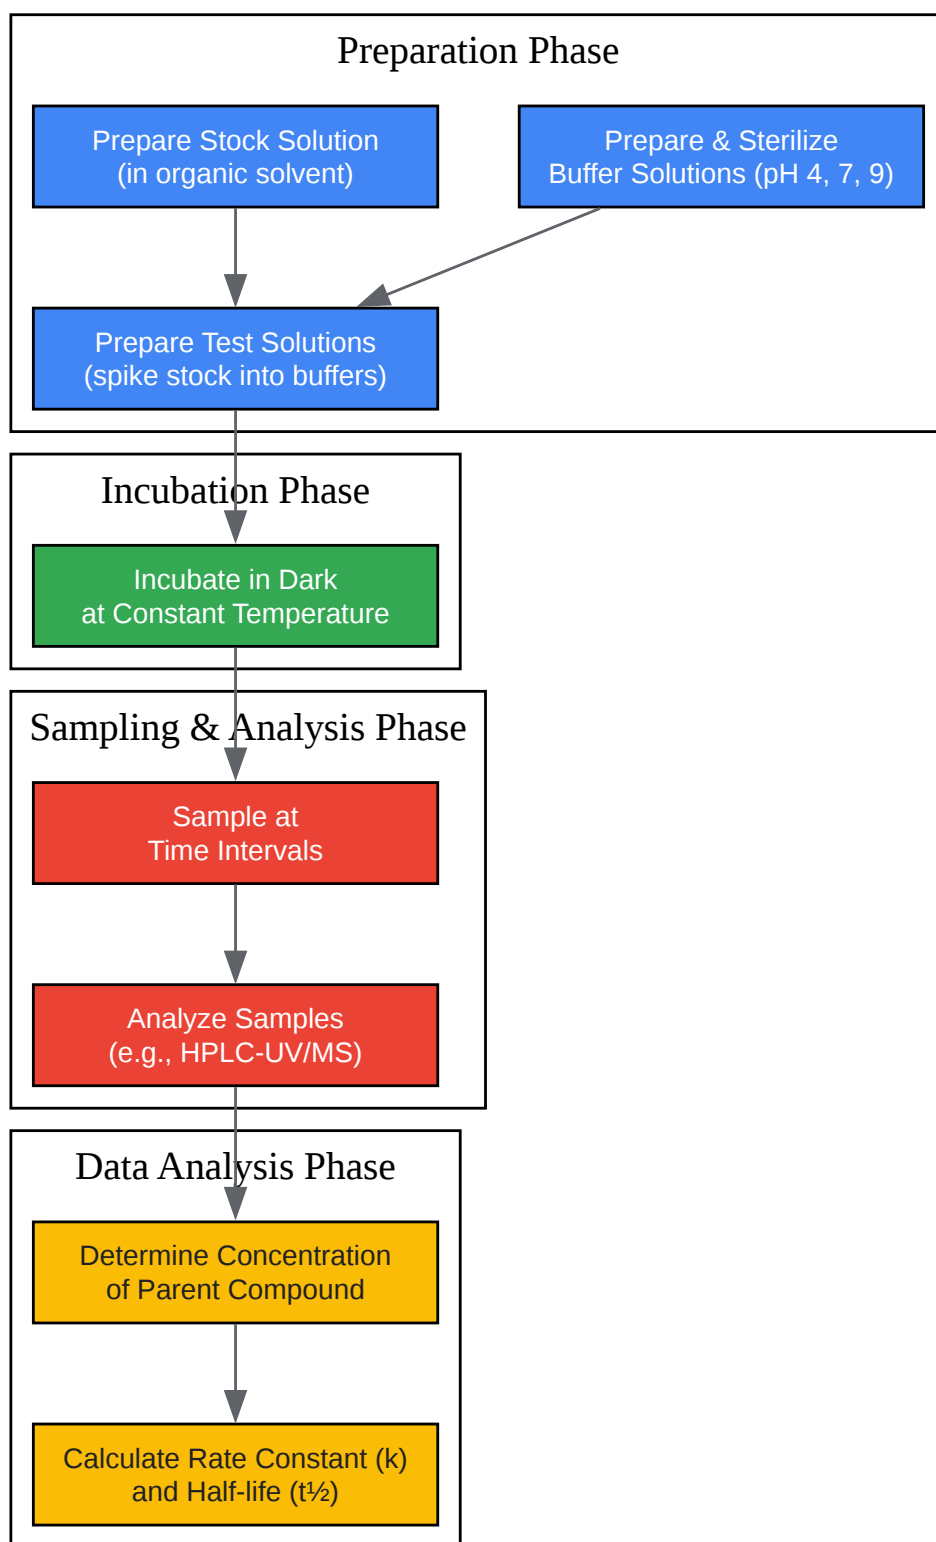 Preparation Phase
Prepare Stock Solution
(in organic solvent)
Prepare & Sterilize
Buffer Solutions (pH 4, 7, 9)
Prepare Test Solutions
(spike stock into buffers)
Incubation Phase
Incubate in Dark
at Constant Temperature
Sampling & Analysis Phase
Sample at
Time Intervals
Analyze Samples
(e.g., HPLC-UV/MS)
Data Analysis Phase
Determine Concentration
of Parent Compound
Calculate Rate Constant (k)
and Half-life (t½)